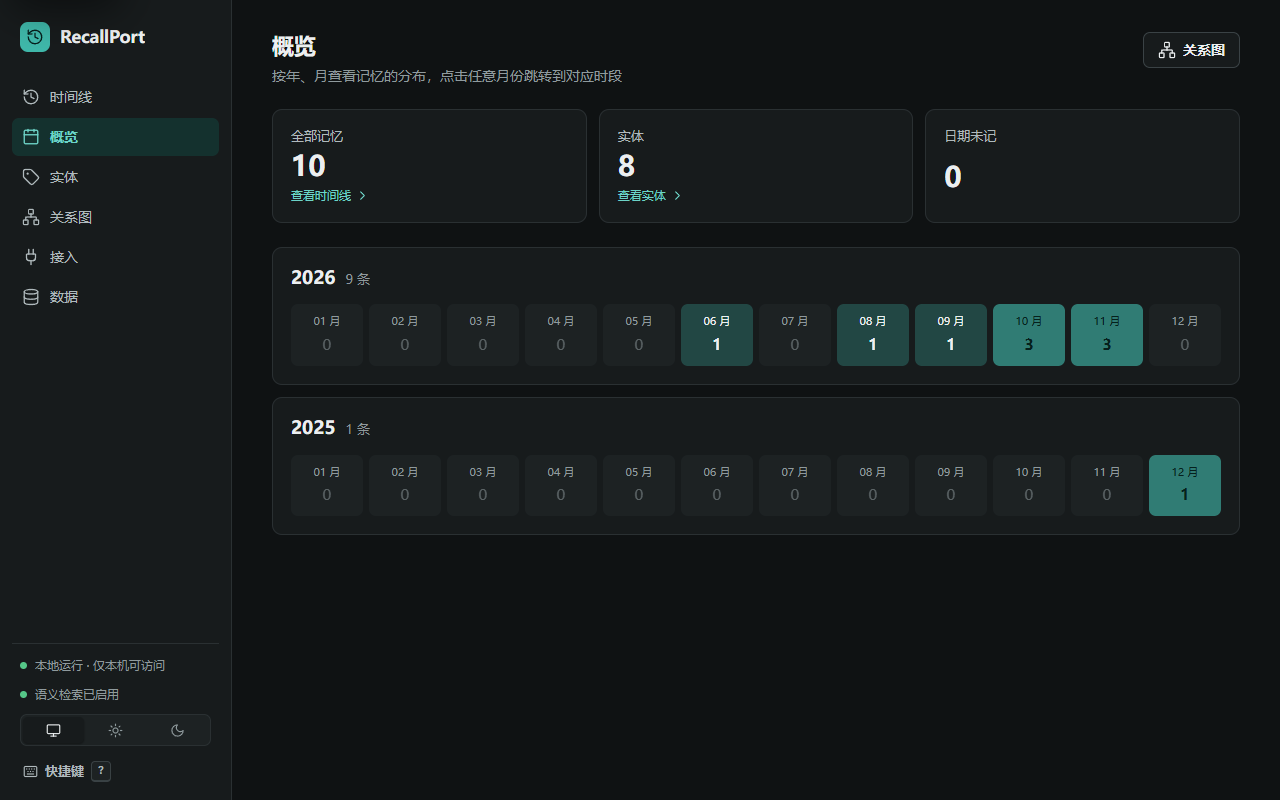 RecallPort
时间线
概览
实体
关系图
接入
数据
本地运行 · 仅本机可访问
语义检索已启用
快捷键 ?
概览
按年、月查看记忆的分布，点击任意月份跳转到对应时段
关系图
全部记忆
10
查看时间线
实体
8
查看实体
日期未记
0
2026 9 条
01 月 02 月 03 月 04 月 05 月 06 月 07 月 08 月 09 月 10 月 11 月 12 月
0 0 0 0 0 1 0 1 1 3 3 0
2025 1 条
01 月 02 月 03 月 04 月 05 月 06 月 07 月 08 月 09 月 10 月 11 月 12 月
0 0 0 0 0 0 0 0 0 0 0 1